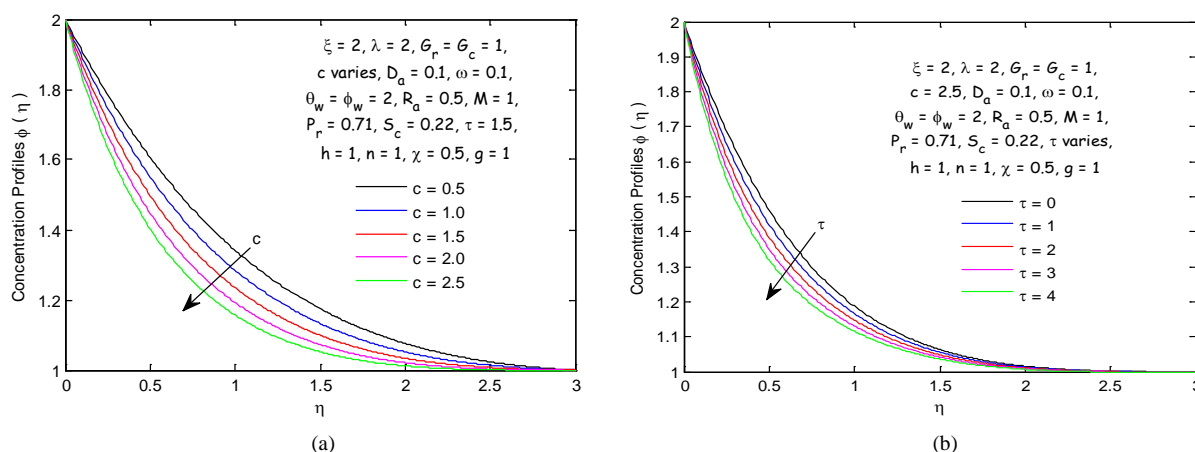 2
1.8
1.6
1.4
1.2
1
0
0.5
1
1.5
2
2.5
3
Concentration Profiles ϕ ( η )
η
ξ = 2, λ = 2, G_r = G_c = 1,
c varies, D_a = 0.1, ω = 0.1,
θ_w = ϕ_w = 2, R_a = 0.5, M = 1,
P_r = 0.71, S_c = 0.22, τ = 1.5,
h = 1, n = 1, χ = 0.5, g = 1
c = 0.5
c = 1.0
c = 1.5
c = 2.0
c = 2.5
c
(a)
2
1.9
1.8
1.7
1.6
1.5
1.4
1.3
1.2
1.1
1
0
0.5
1
1.5
2
2.5
3
Concentration Profiles ϕ ( η )
η
ξ = 2, λ = 2, G_r = G_c = 1,
c = 2.5, D_a = 0.1, ω = 0.1,
θ_w = ϕ_w = 2, R_a = 0.5, M = 1,
P_r = 0.71, S_c = 0.22, τ varies,
h = 1, n = 1, χ = 0.5, g = 1
τ = 0
τ = 1
τ = 2
τ = 3
τ = 4
τ
(b)